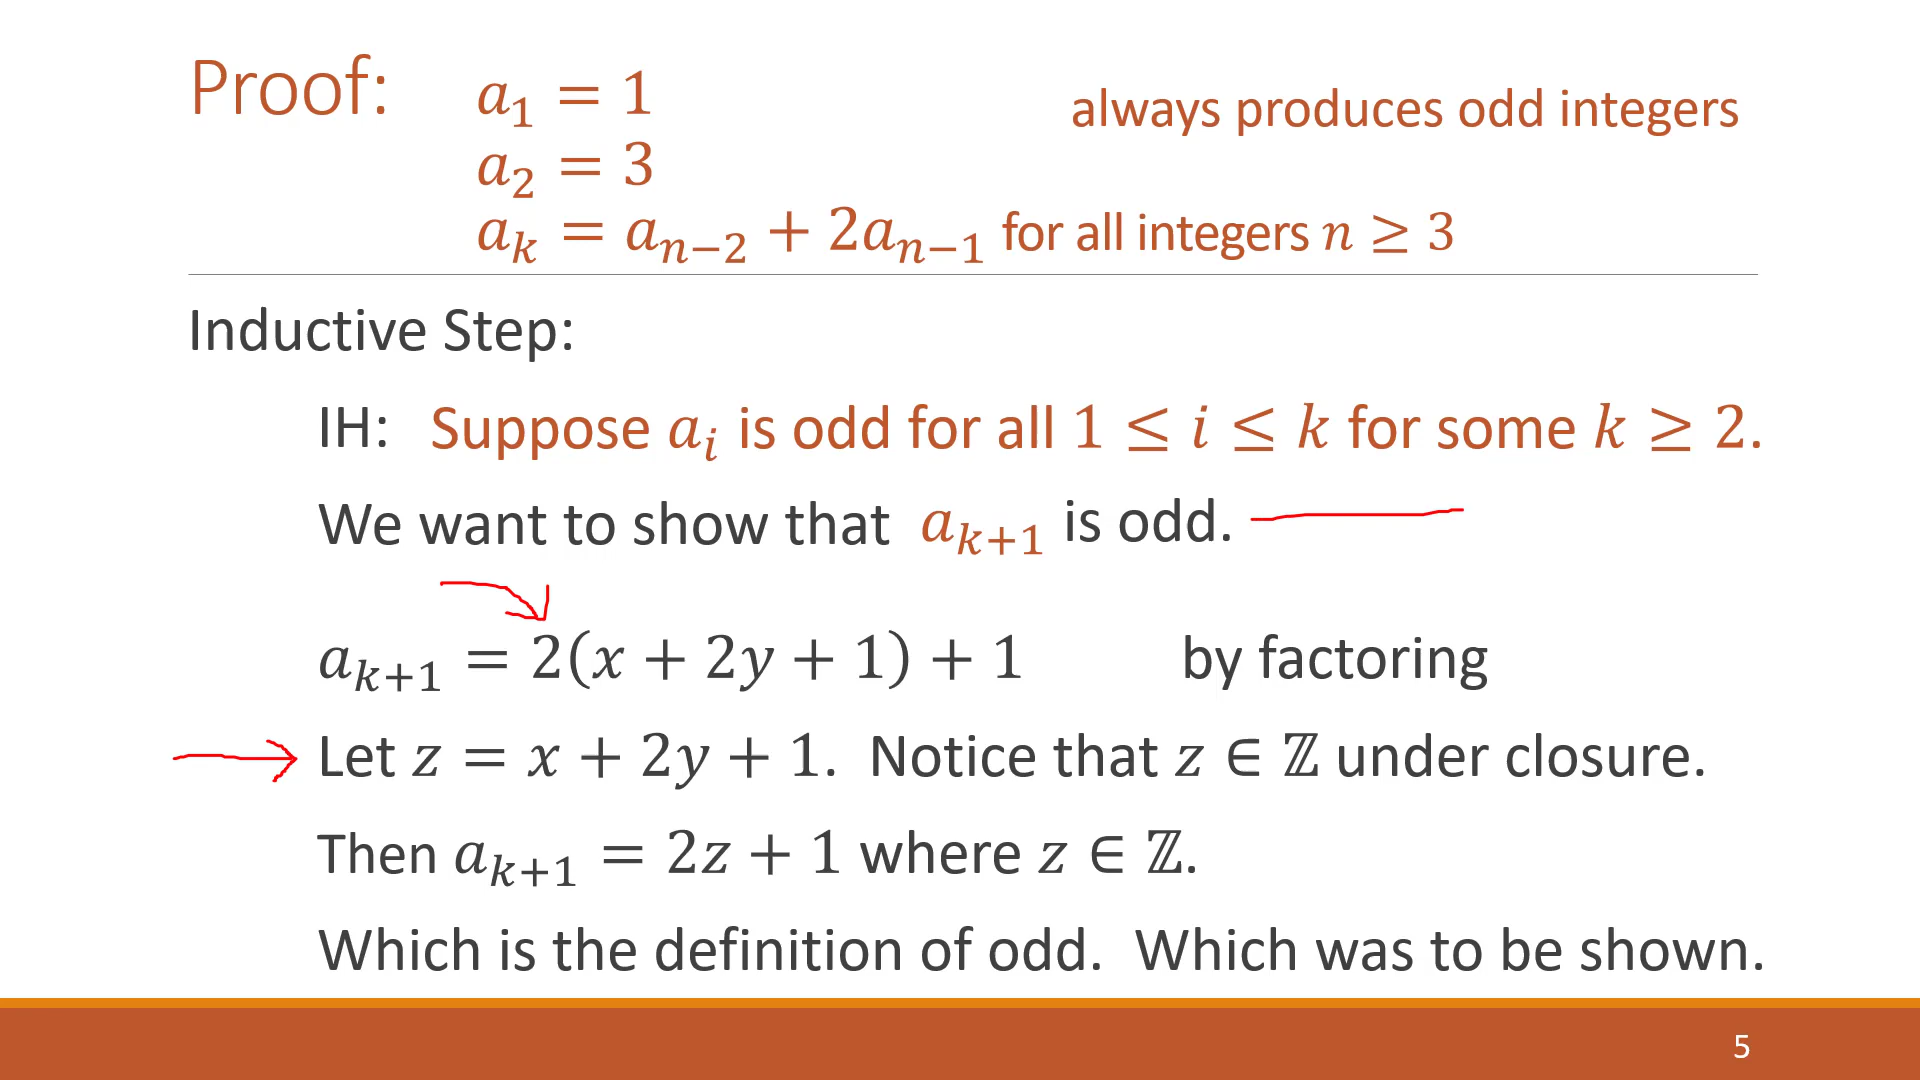 Proof: a₁ = 1 always produces odd integers
a₂ = 3
aₖ = aₙ₋₂ + 2aₙ₋₁ for all integers n ≥ 3
Inductive Step:
IH: Suppose aᵢ is odd for all 1 ≤ i ≤ k for some k ≥ 2.
We want to show that aₖ₊₁ is odd.
aₖ₊₁ = 2(x + 2y + 1) + 1 by factoring
Let z = x + 2y + 1. Notice that z ∈ ℤ under closure.
Then aₖ₊₁ = 2z + 1 where z ∈ ℤ.
Which is the definition of odd. Which was to be shown.
5